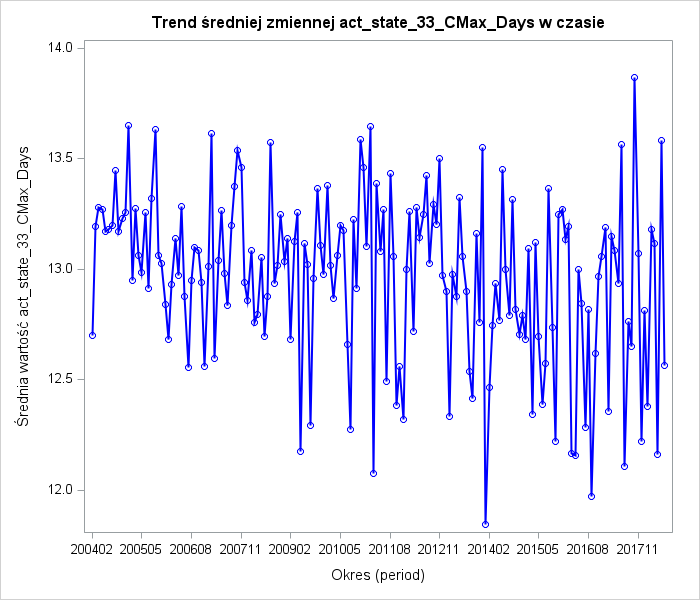 Trend średniej zmiennej act_state_33_CMax_Days w czasie
Średnia wartość act_state_33_CMax_Days
14.0
13.5
13.0
12.5
12.0
200402 200505 200608 200711 200902 201005 201108 201211 201402 201505 201608 201711
Okres (period)